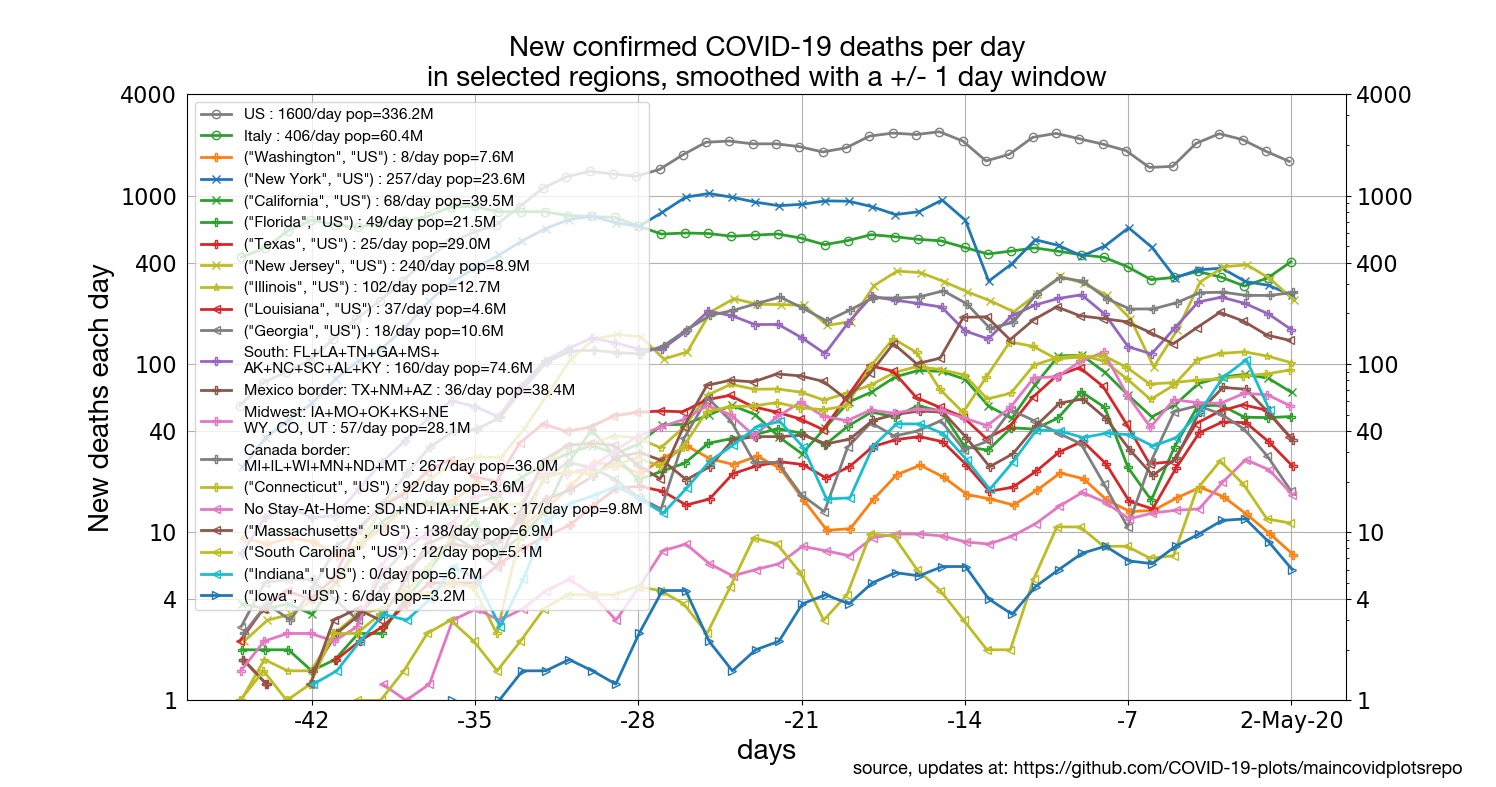 New confirmed COVID-19 deaths per day
in selected regions, smoothed with a +/- 1 day window
4000
1000
400
100
40
10
4
1
New deaths each day
US : 1600/day pop=336.2M
Italy : 406/day pop=60.4M
("Washington", "US") : 8/day pop=7.6M
("New York", "US") : 257/day pop=23.6M
("California", "US") : 68/day pop=39.5M
("Florida", "US") : 49/day pop=21.5M
("Texas", "US") : 25/day pop=29.0M
("New Jersey", "US") : 240/day pop=8.9M
("Illinois", "US") : 102/day pop=12.7M
("Louisiana", "US") : 37/day pop=4.6M
("Georgia", "US") : 18/day pop=10.6M
South: FL+LA+TN+GA+MS+
AK+NC+SC+AL+KY : 160/day pop=74.6M
Mexico border: TX+NM+AZ : 36/day pop=38.4M
Midwest: IA+MO+OK+KS+NE
WY, CO, UT : 57/day pop=28.1M
Canada border:
MI+IL+WI+MN+ND+MT : 267/day pop=36.0M
("Connecticut", "US") : 92/day pop=3.6M
No Stay-At-Home: SD+ND+IA+NE+AK : 17/day pop=9.8M
("Massachusetts", "US") : 138/day pop=6.9M
("South Carolina", "US") : 12/day pop=5.1M
("Indiana", "US") : 0/day pop=6.7M
("Iowa", "US") : 6/day pop=3.2M
4000
1000
400
100
40
10
4
1
-42
-35
-28
-21
-14
-7
2-May-20
days
source, updates at: https://github.com/COVID-19-plots/maincovidplotsrepo